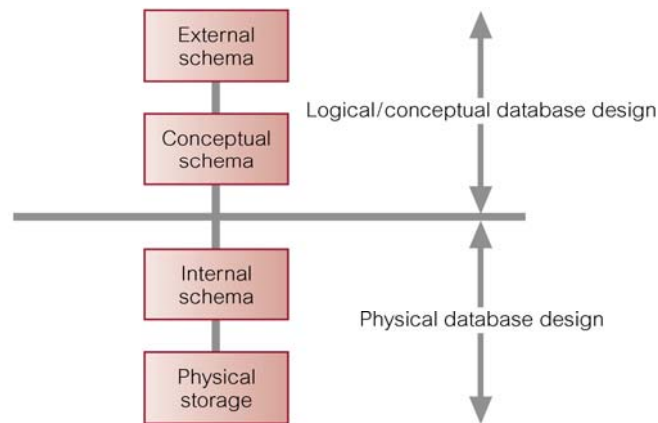 External
schema
Logical/conceptual database design
Conceptual
schema
Internal
schema
Physical database design
Physical
storage